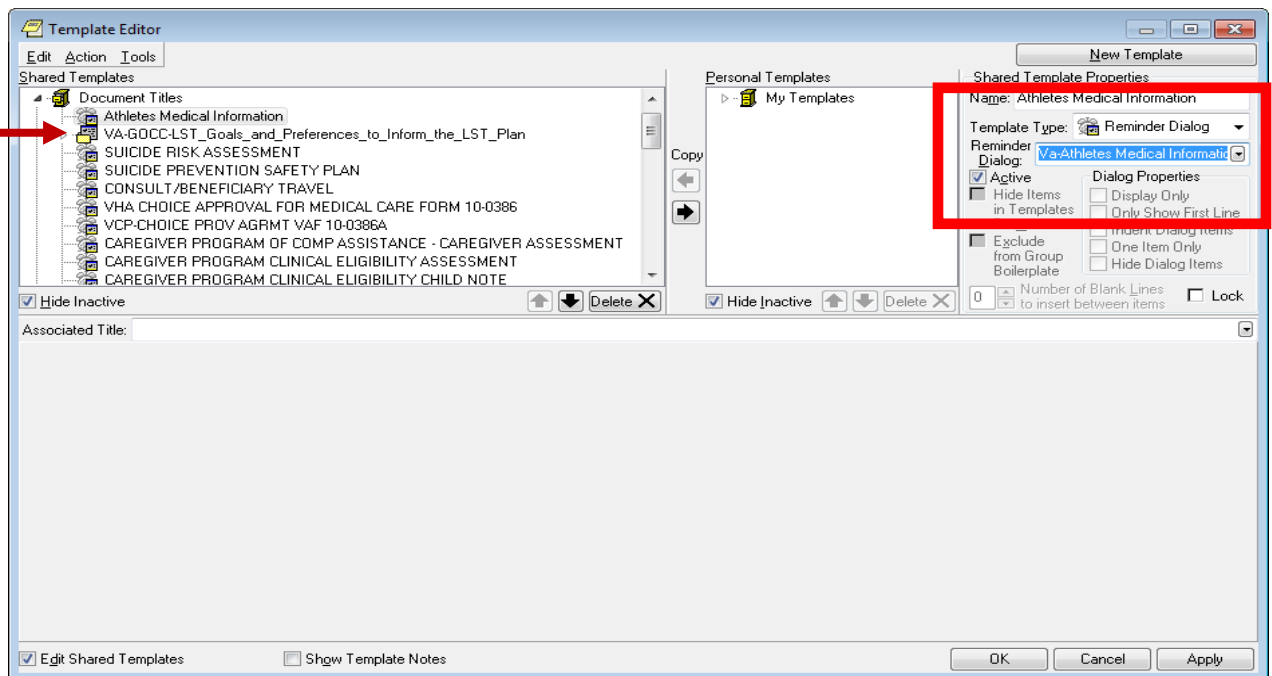 Template Editor
Edit Action Tools
New Template
Shared Templates
Document Titles
Athletes Medical Information
VA-GOCC-LST_Goals_and_Preferences_to_Inform_the_LST_Plan
SUICIDE RISK ASSESSMENT
SUICIDE PREVENTION SAFETY PLAN
CONSULT/BENEFICIARY TRAVEL
VHA CHOICE APPROVAL FOR MEDICAL CARE FORM 10-0386
VCP-CHOICE PROV AGRMT VAF 10-0386A
CAREGIVER PROGRAM OF COMP ASSISTANCE - CAREGIVER ASSESSMENT
CAREGIVER PROGRAM CLINICAL ELIGIBILITY ASSESSMENT
CAREGIVER PROGRAM CLINICAL ELIGIBILITY CHILD NOTE
Hide Inactive
Delete
Copy
Personal Templates
My Templates
Hide Inactive
Delete
Shared Template Properties
Name: Athletes Medical Information
Template Type: Reminder Dialog
Reminder
Dialog: Va-Athletes Medical Informatic
Active
Hide Items
in Templates
Exclude
from Group
Boilerplate
Dialog Properties
Display Only
Only Show First Line
Indent Dialog Items
One Item Only
Hide Dialog Items
0 Number of Blank Lines
to insert between items
Lock
Associated Title:
Edit Shared Templates
Show Template Notes
OK Cancel Apply